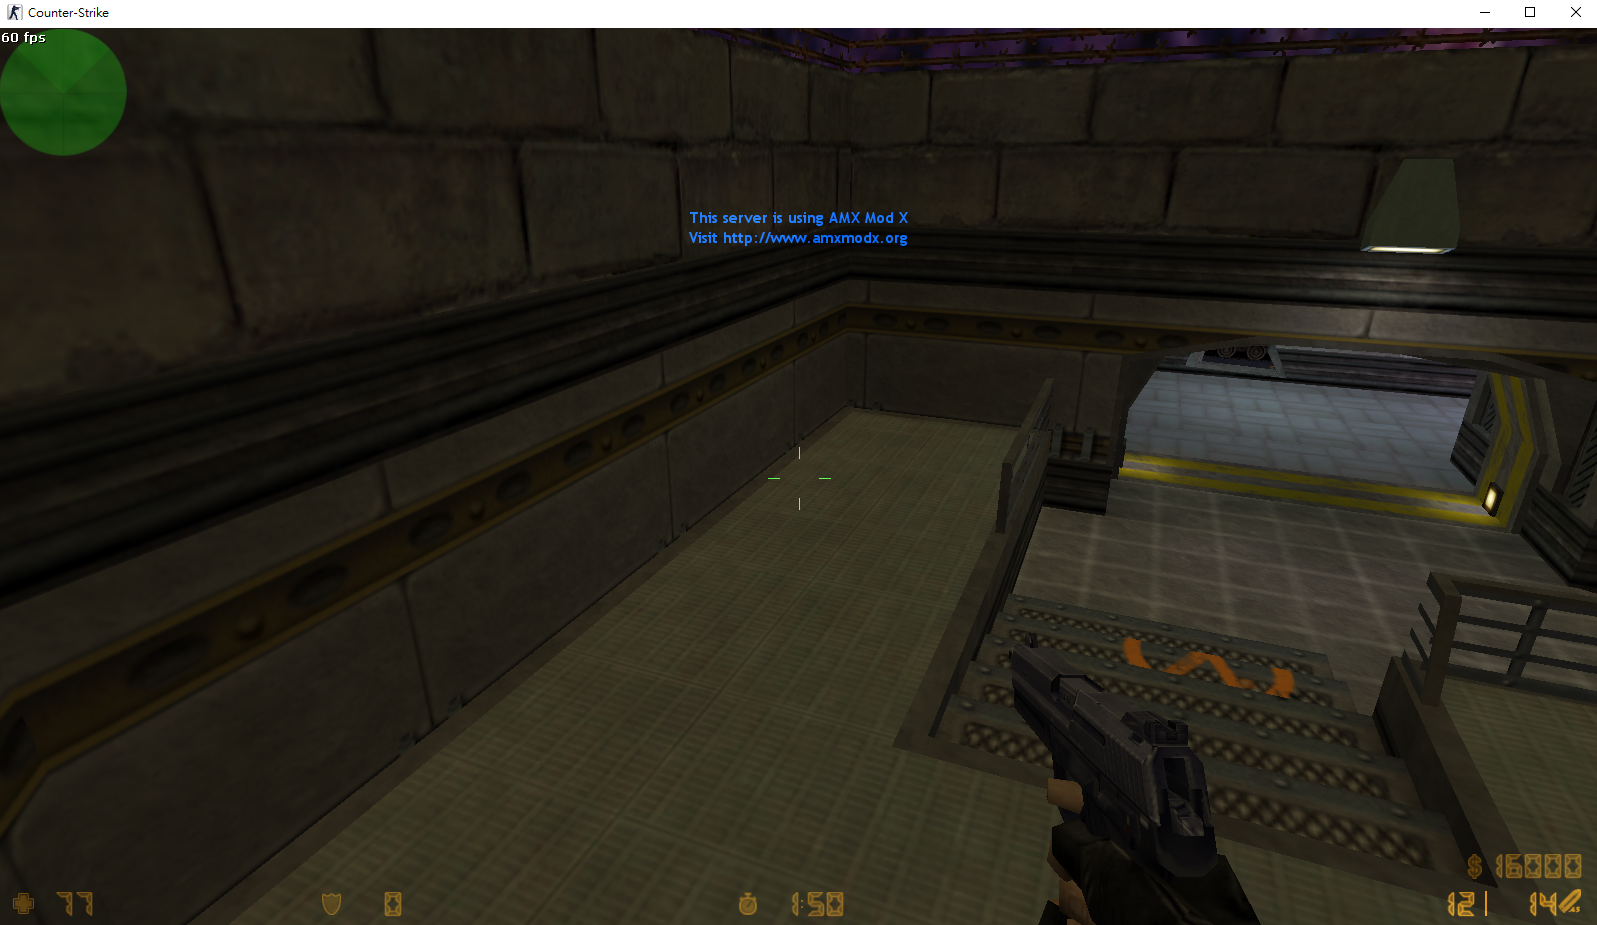 Counter-Strike
60 fps
This server is using AMX Mod X
Visit http://www.amxmodx.org
$ 16000
77 0 1:50 12| 14